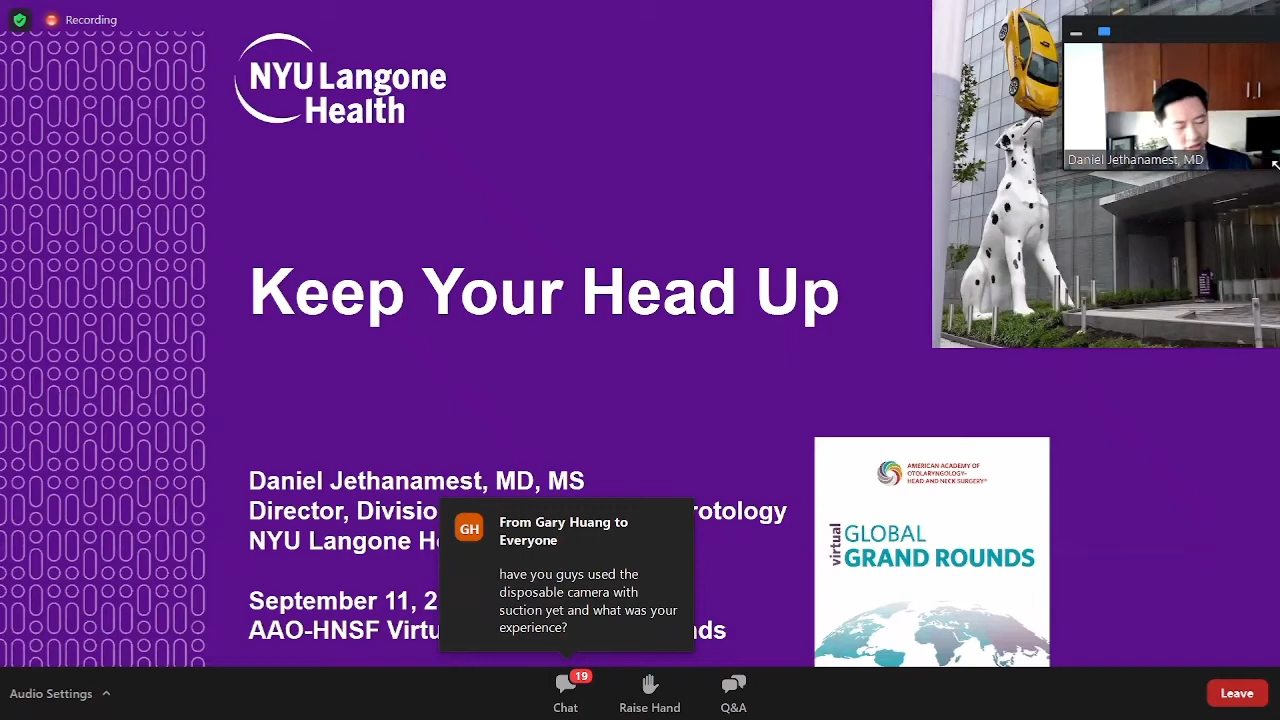 Recording
NYU Langone
Health
Daniel Jethanamest, MD
Keep Your Head Up
Daniel Jethanamest, MD, MS
Director, Divisio rotology
NYU Langone H
September 11, 2
AAO-HNSF Virtu nds
GH
From Gary Huang to
Everyone
have you guys used the
disposable camera with
suction yet and what was your
experience?
AMERICAN ACADEMY OF
OTOLARYNGOLOGY–
HEAD AND NECK SURGERY®
virtual
GLOBAL
GRAND ROUNDS
Audio Settings
19
Chat
Raise Hand
Q&A
Leave